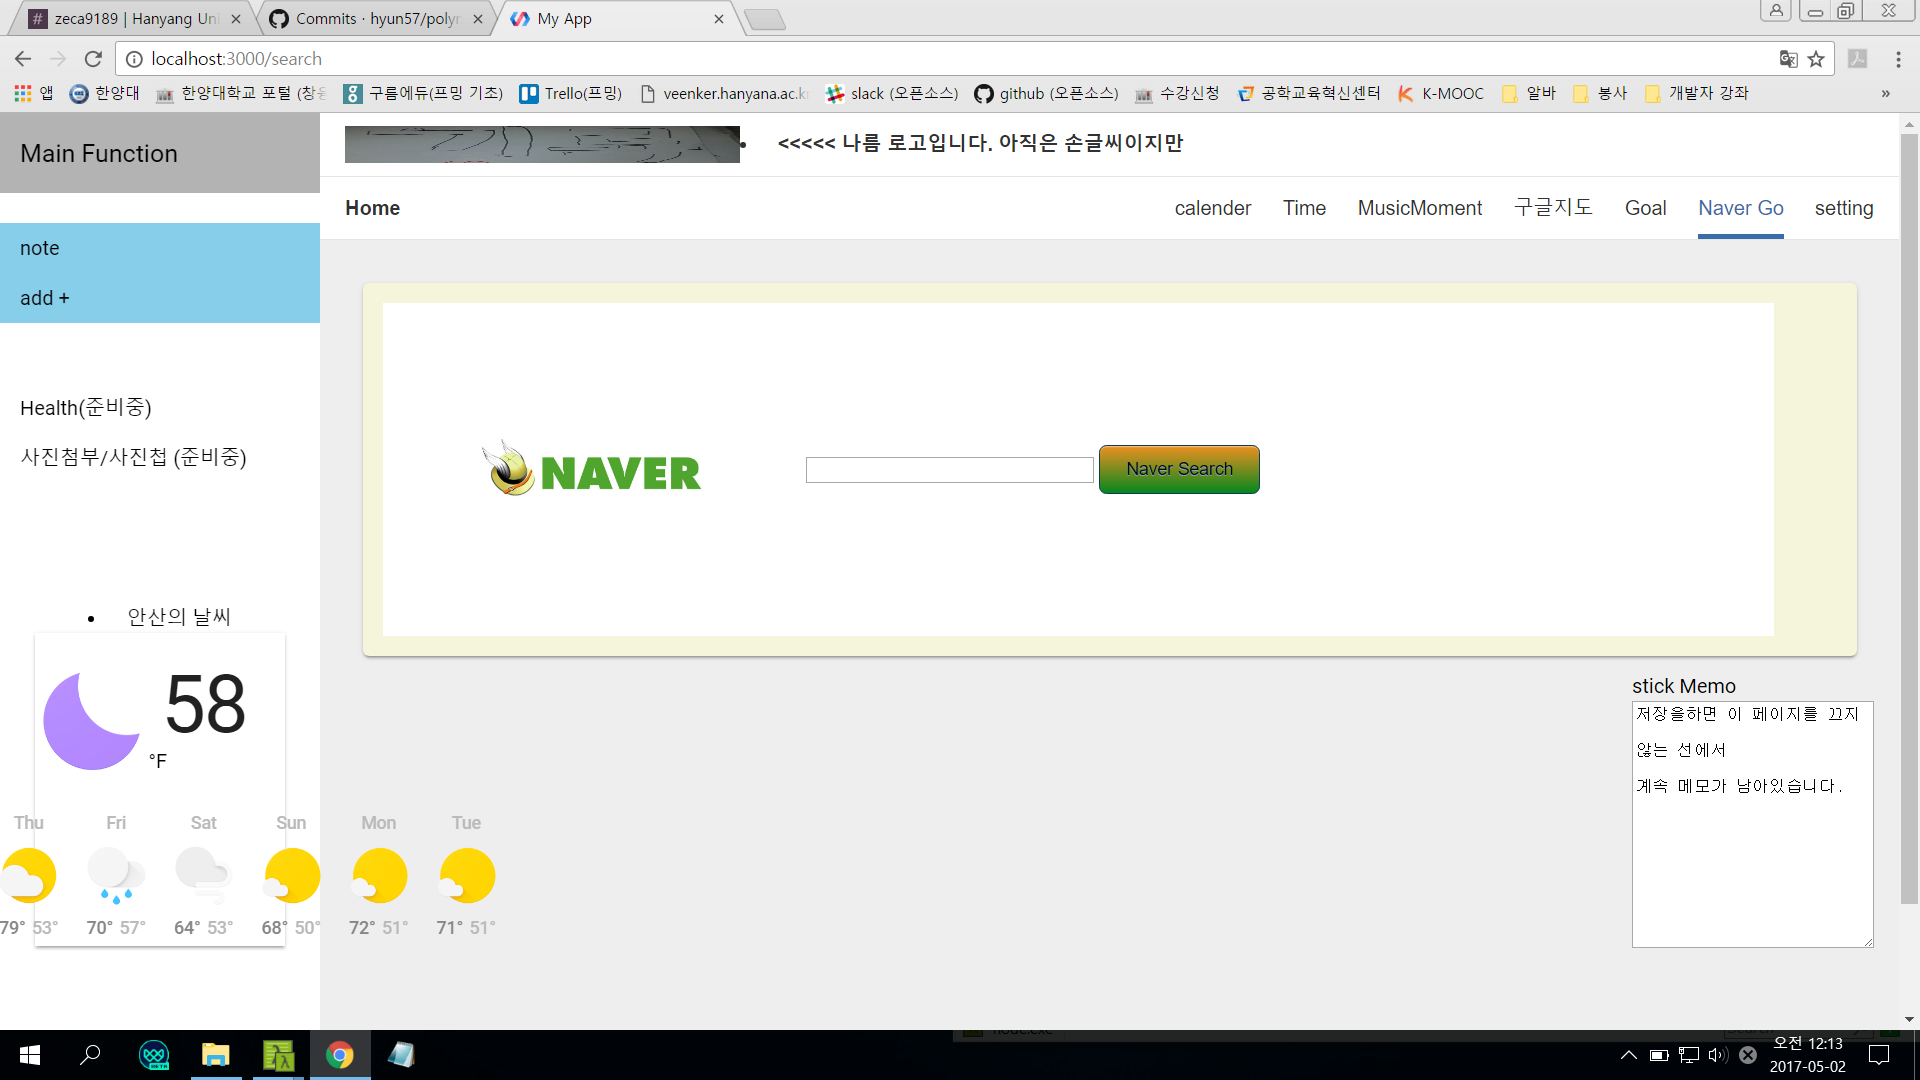 zeca9189 | Hanyang Uni
Commits · hyun57/polym
My App
localhost:3000/search
앱
한양대
한양대학교 포털 (창을
구름에듀(프밍 기초)
Trello(프밍)
veenker.hanyana.ac.kr
slack (오픈소스)
github (오픈소스)
수강신청
공학교육혁신센터
K-MOOC
알바
봉사
개발자 강좌
»
Main Function
<<<<< 나름 로고입니다. 아직은 손글씨이지만
Home
calender
Time
MusicMoment
구글지도
Goal
Naver Go
setting
note
add +
Health(준비중)
사진첨부/사진첩 (준비중)
NAVER
Naver Search
안산의 날씨
58
°F
Thu Fri Sat Sun Mon Tue
79° 53° 70° 57° 64° 53° 68° 50° 72° 51° 71° 51°
stick Memo
저장을하면 이 페이지를 끄지
않는 선에서
계속 메모가 남아있습니다.
BETA
오전 12:13
2017-05-02